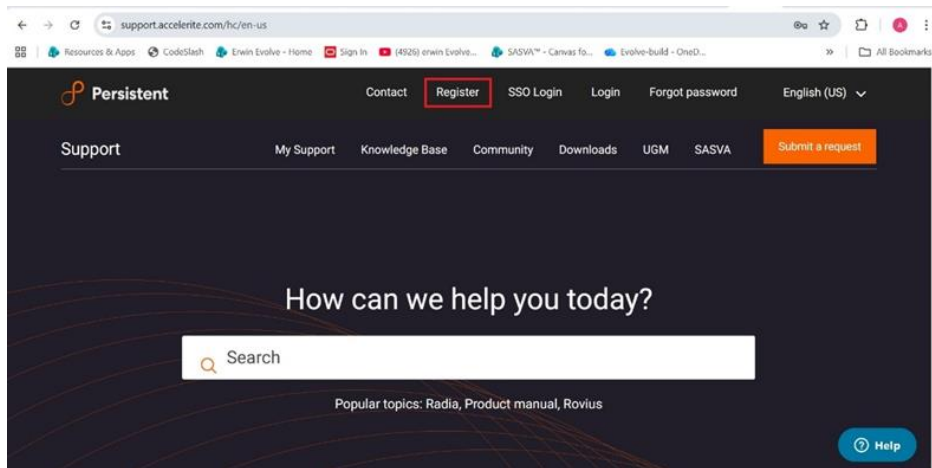 support.accelerite.com/hc/en-us
Resources & Apps CodeSlash Erwin Evolve - Home Sign In (4926) erwin Evolve... SASVA™ - Canvas fo... Evolve-build - OneD... » All Bookmarks
Persistent Contact Register SSO Login Login Forgot password English (US)
Support My Support Knowledge Base Community Downloads UGM SASVA Submit a request
How can we help you today?
Search
Popular topics: Radia, Product manual, Rovius
Help